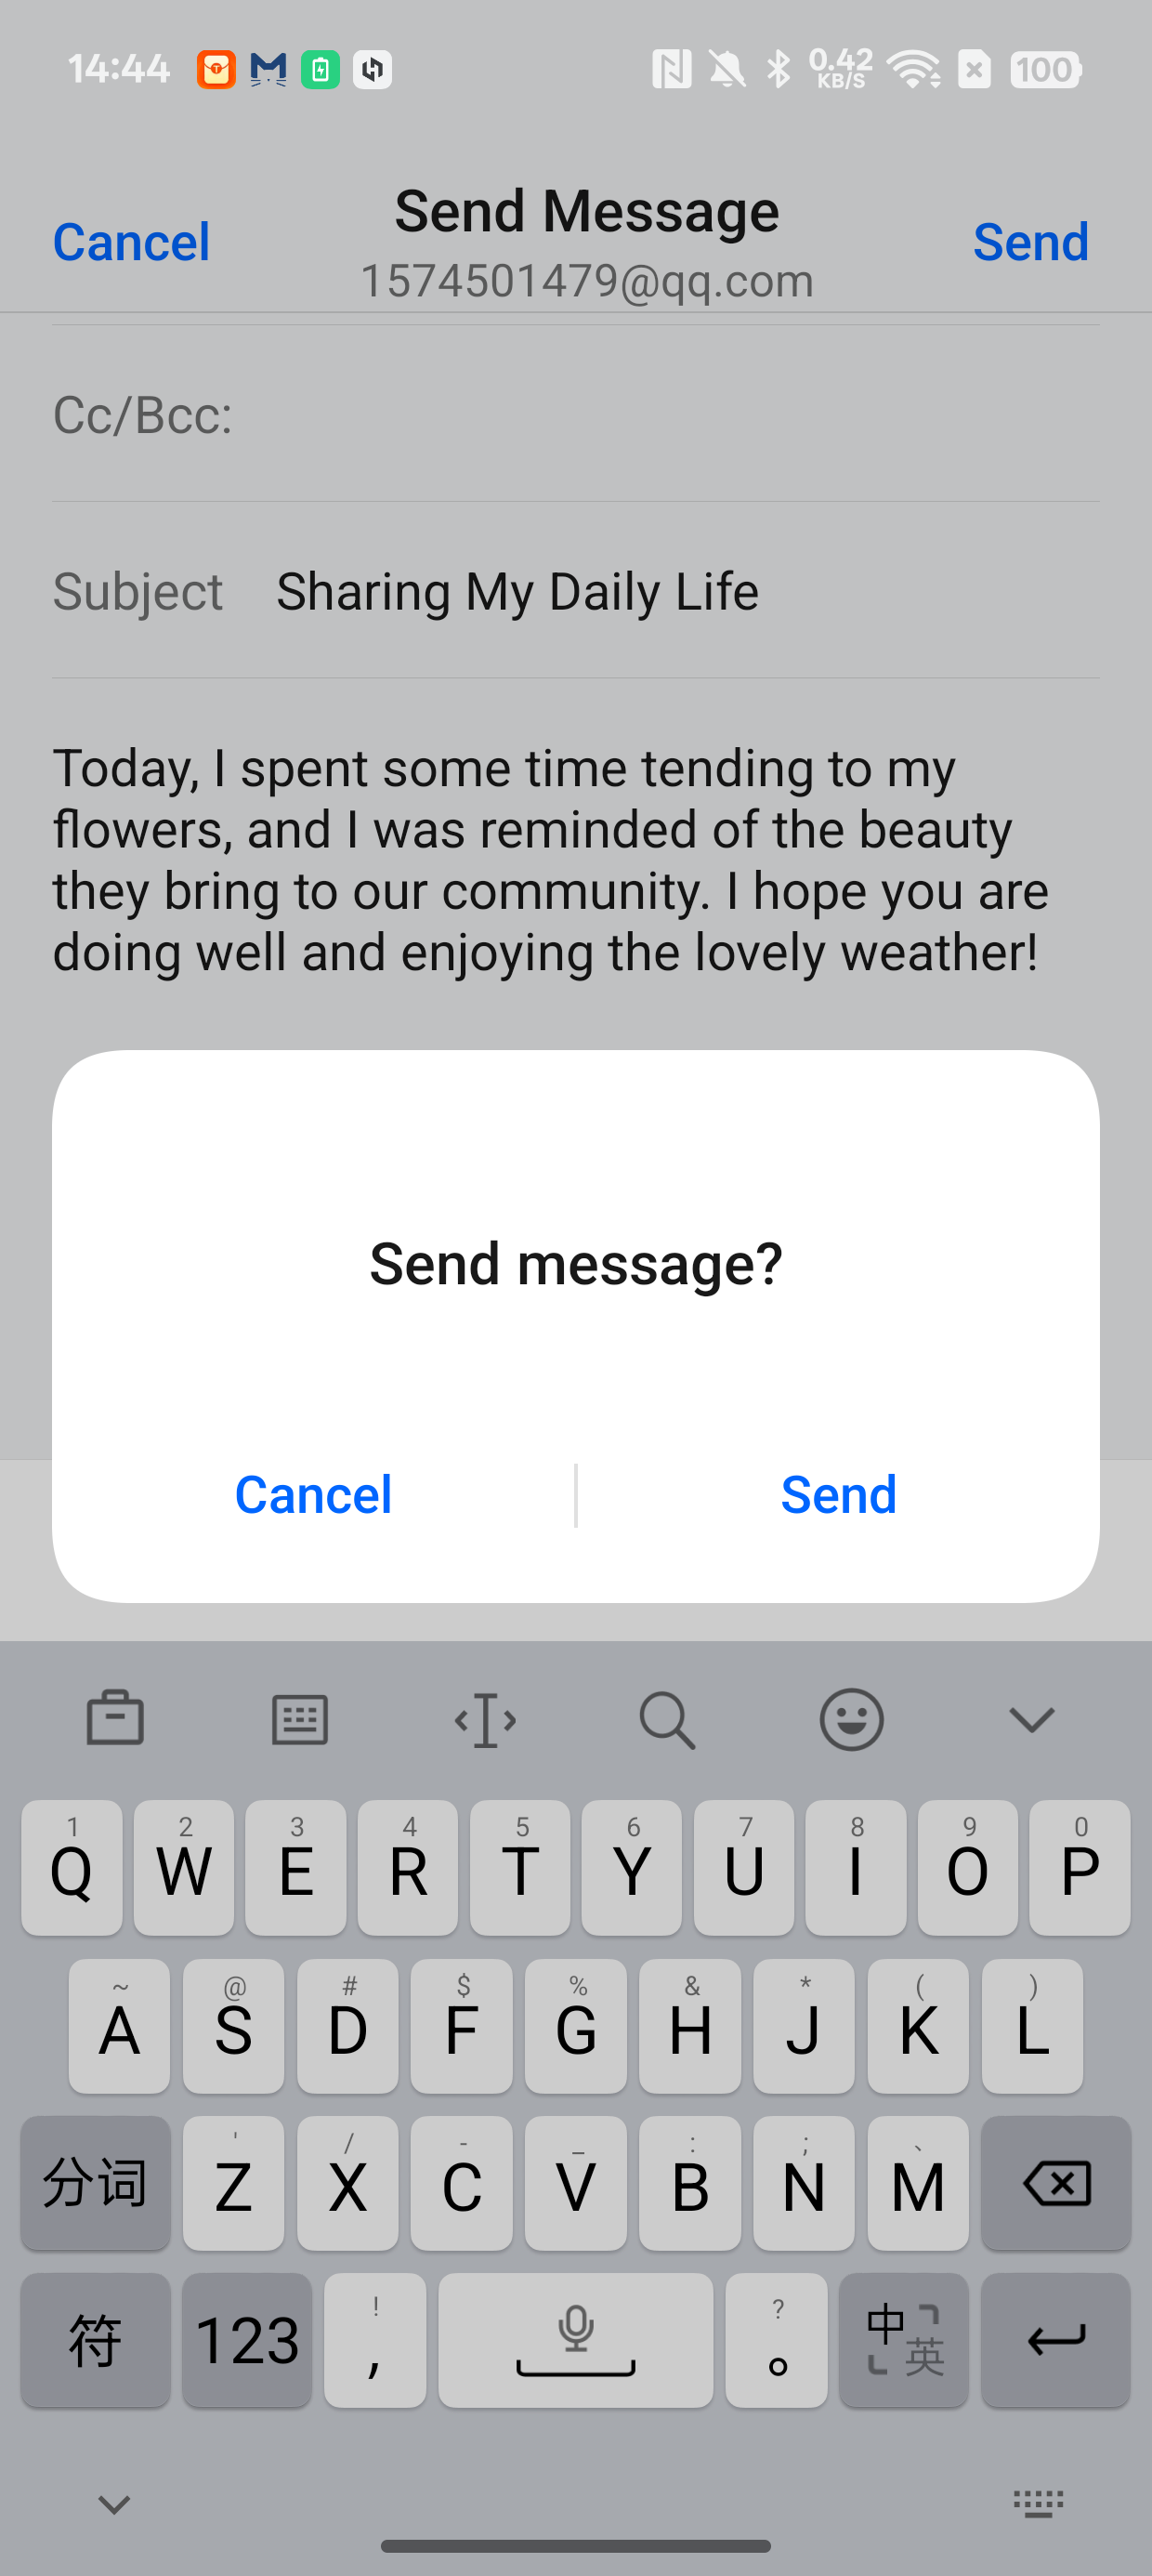 14:44
0.42
KB/S
100
Cancel
Send Message
Send
1574501479@qq.com
Cc/Bcc:
Subject Sharing My Daily Life
Today, I spent some time tending to my
flowers, and I was reminded of the beauty
they bring to our community. I hope you are
doing well and enjoying the lovely weather!
Send message?
Cancel Send
1 2 3 4 5 6 7 8 9 0
Q W E R T Y U I O P
~ @ # $ % & * ( )
A S D F G H J K L
' / - _ : ; 、
分词 Z X C V B N M
! ?
符 123 , 。 中 英